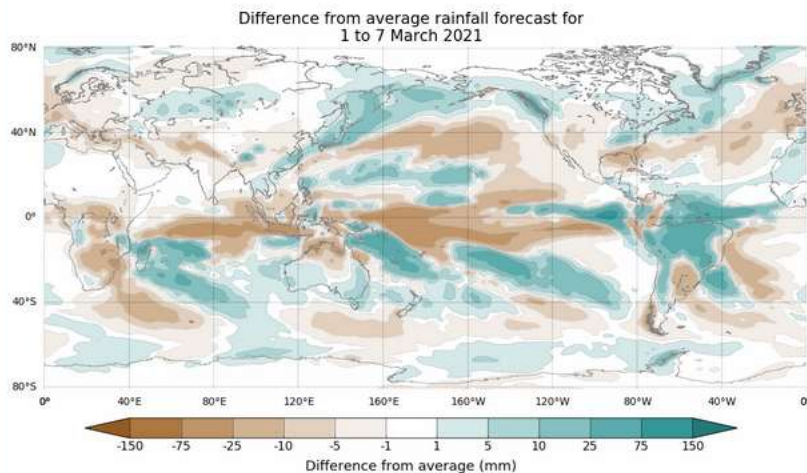 Difference from average rainfall forecast for
1 to 7 March 2021
80°N
40°N
0°
40°S
80°S
0° 40°E 80°E 120°E 160°E 160°W 120°W 80°W 40°W 0°
-150 -75 -25 -10 -5 -1 1 5 10 25 75 150
Difference from average (mm)